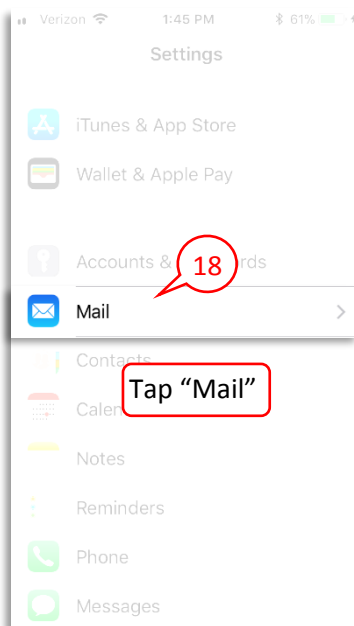 Verizon 1:45 PM 61%
Settings
iTunes & App Store
Wallet & Apple Pay
Accounts & rds
18
Mail
Contacts
Tap “Mail”
Calen
Notes
Reminders
Phone
Messages